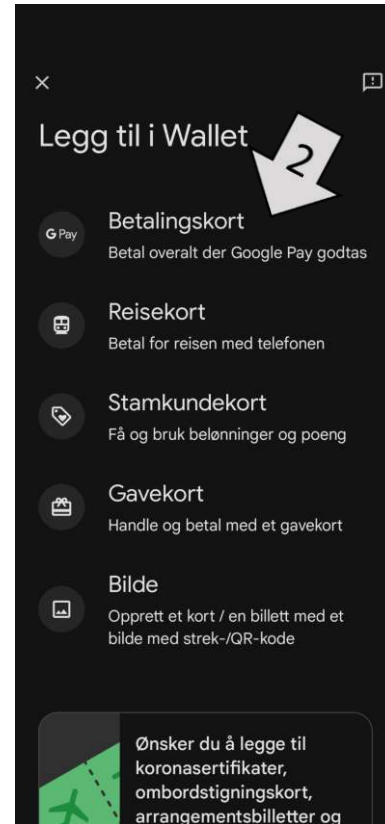 Legg til i Wallet
2
G Pay
Betalingskort
Betal overalt der Google Pay godtas
Reisekort
Betal for reisen med telefonen
Stamkundekort
Få og bruk belønninger og poeng
Gavekort
Handle og betal med et gavekort
Bilde
Opprett et kort / en billett med et
bilde med strek-/QR-kode
Ønsker du å legge til
koronasertifikater,
ombordstigningskort,
arrangementsbilletter og